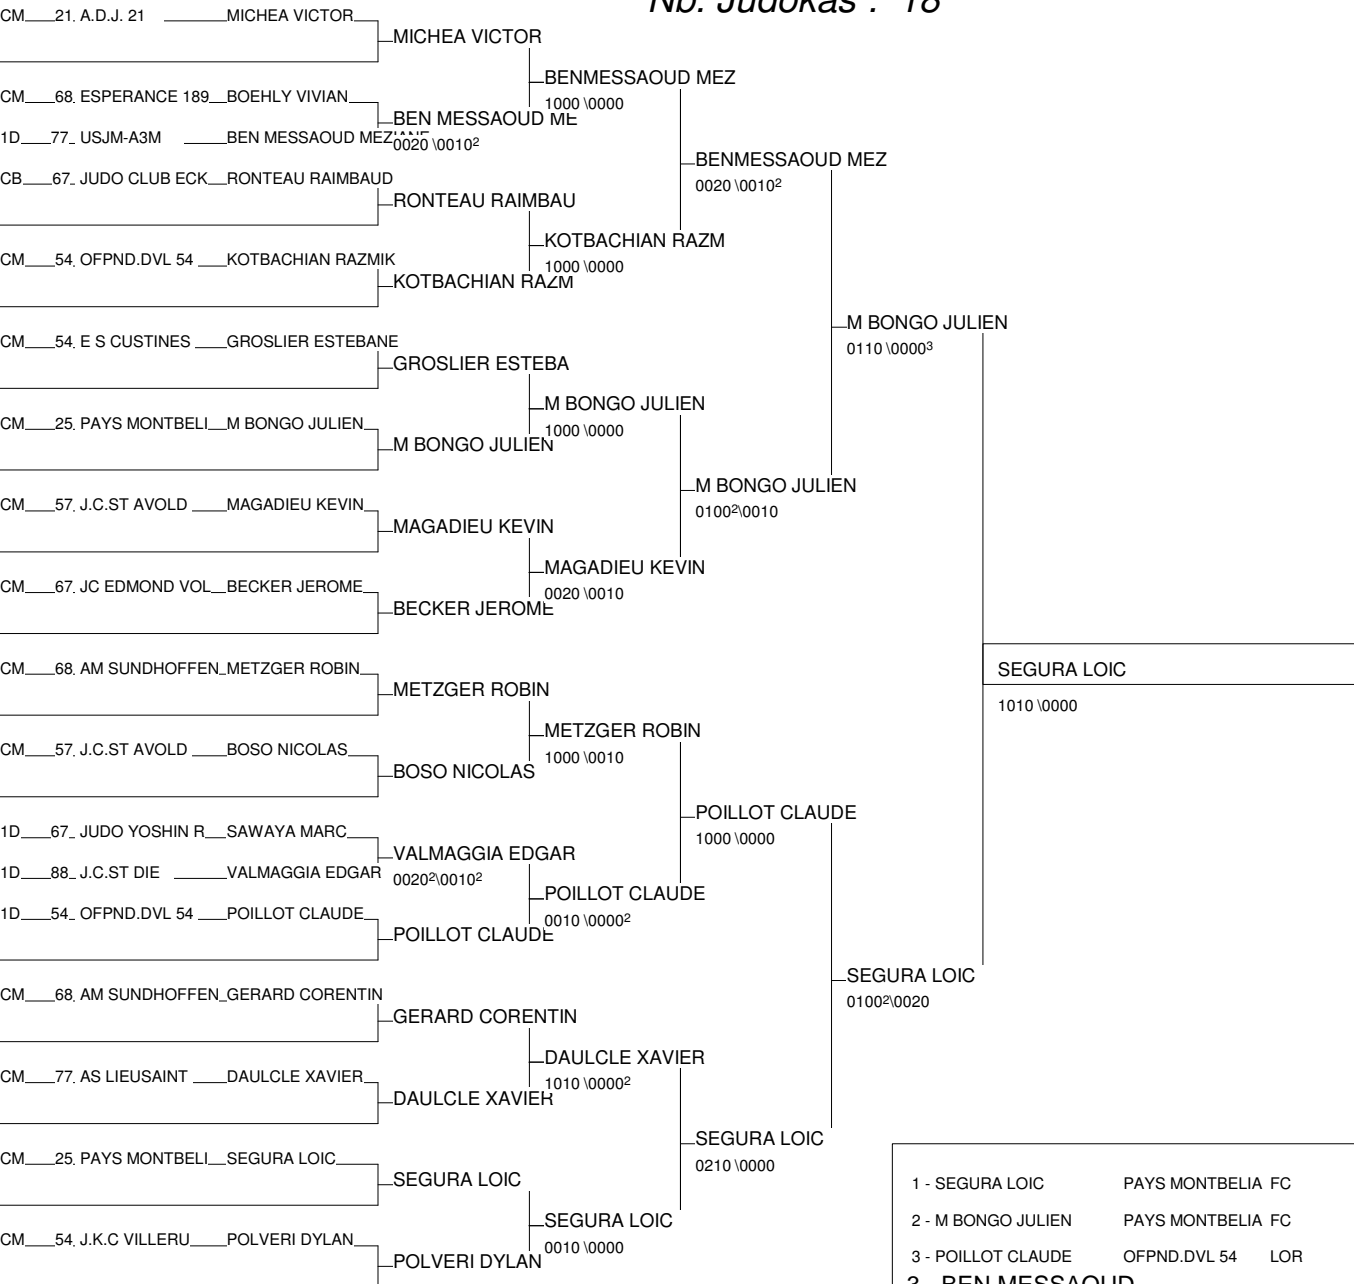 Nb. Judokas : 18
CM 21 A.D.J. 21 MICHEA VICTOR
MICHEA VICTOR
BENMESSAOUD MEZ
1000 \0000
CM 68 ESPERANCE 189 BOEHLY VIVIAN
BEN MESSAOUD ME
0020 \0010²
1D 77 USJM-A3M BEN MESSAOUD MEZIANE
BENMESSAOUD MEZ
0020 \0010²
CB 67 JUDO CLUB ECK RONTEAU RAIMBAUD
RONTEAU RAIMBAU
KOTBACHIAN RAZM
1000 \0000
CM 54 OFPND.DVL 54 KOTBACHIAN RAZMIK
KOTBACHIAN RAZM
M BONGO JULIEN
0110 \0000³
CM 54 E S CUSTINES GROSLIER ESTEBANE
GROSLIER ESTEBA
M BONGO JULIEN
1000 \0000
CM 25 PAYS MONTBELI M BONGO JULIEN
M BONGO JULIEN
M BONGO JULIEN
0100²\0010
CM 57 J.C.ST AVOLD MAGADIEU KEVIN
MAGADIEU KEVIN
MAGADIEU KEVIN
0020 \0010
CM 67 JC EDMOND VOL BECKER JEROME
BECKER JEROME
SEGURA LOIC
1010 \0000
CM 68 AM SUNDHOFFEN METZGER ROBIN
METZGER ROBIN
METZGER ROBIN
1000 \0010
CM 57 J.C.ST AVOLD BOSO NICOLAS
BOSO NICOLAS
POILLOT CLAUDE
1000 \0000
1D 67 JUDO YOSHIN R SAWAYA MARC
VALMAGGIA EDGAR
0020²\0010²
1D 88 J.C.ST DIE VALMAGGIA EDGAR
POILLOT CLAUDE
0010 \0000²
1D 54 OFPND.DVL 54 POILLOT CLAUDE
POILLOT CLAUDE
SEGURA LOIC
0100²\0020
CM 68 AM SUNDHOFFEN GERARD CORENTIN
GERARD CORENTIN
DAULCLE XAVIER
1010 \0000²
CM 77 AS LIEUSAINT DAULCLE XAVIER
DAULCLE XAVIER
SEGURA LOIC
0210 \0000
CM 25 PAYS MONTBELI SEGURA LOIC
SEGURA LOIC
SEGURA LOIC
0010 \0000
CM 54 J.K.C VILLERU POLVERI DYLAN
POLVERI DYLAN
1 - SEGURA LOIC PAYS MONTBELIA FC
2 - M BONGO JULIEN PAYS MONTBELIA FC
3 - POILLOT CLAUDE OFPND.DVL 54 LOR
3 - BEN MESSAOUD